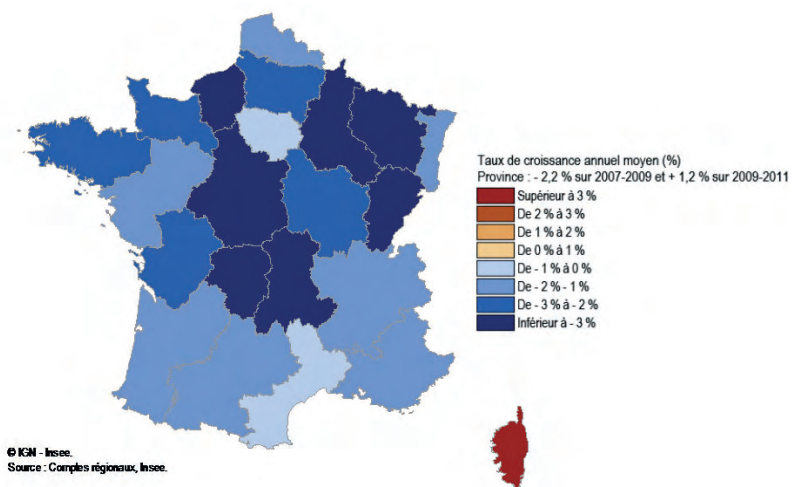 Taux de croissance annuel moyen (%)
Province : - 2,2 % sur 2007-2009 et + 1,2 % sur 2009-2011
Supérieur à 3 %
De 2 % à 3 %
De 1 % à 2 %
De 0 % à 1 %
De - 1 % à 0 %
De - 2 % - 1 %
De - 3 % à - 2 %
Inférieur à - 3 %
© IGN - Insee.
Source : Comptes régionaux, Insee.